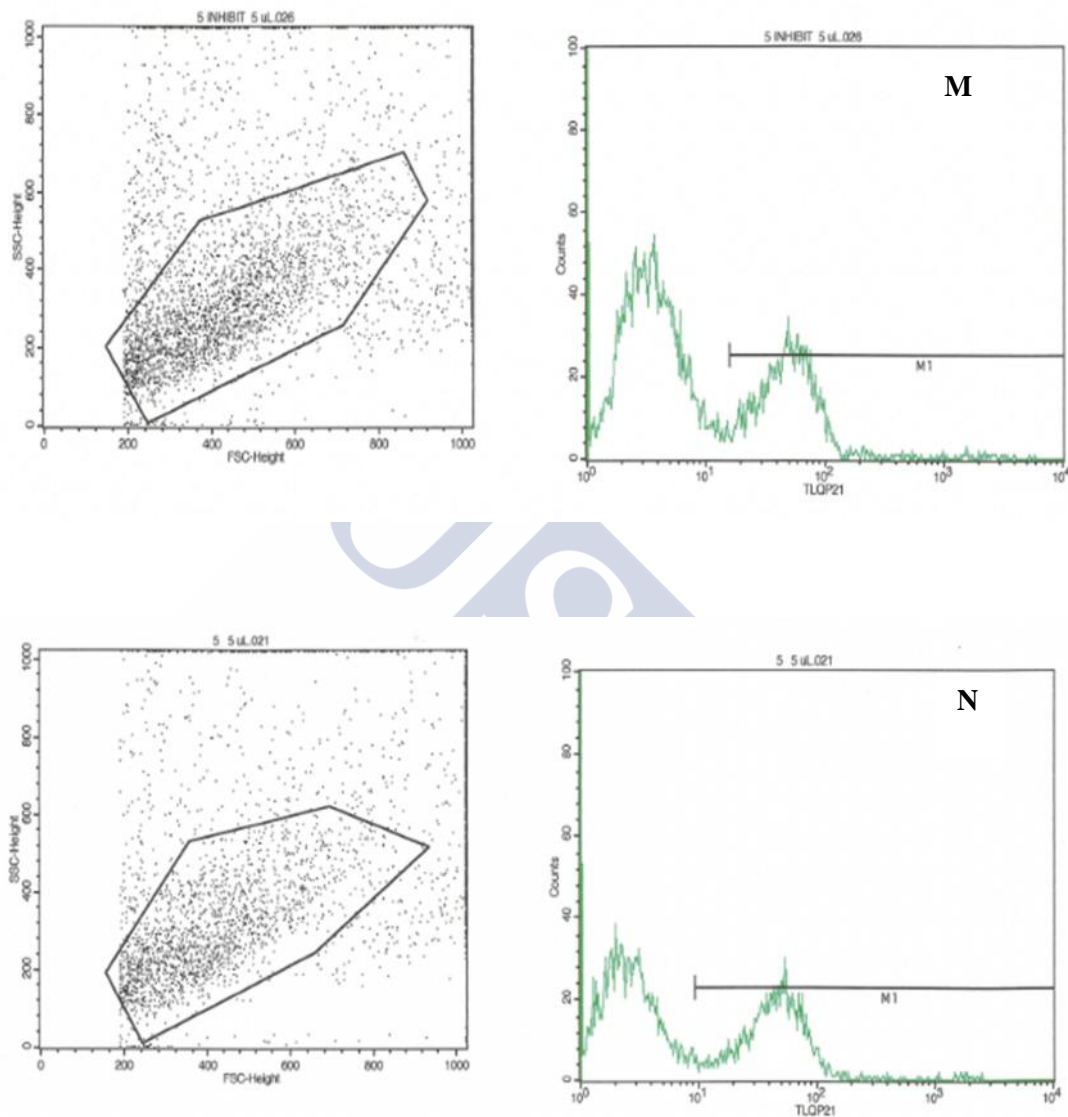 5 INHIBIT 5 uL.026
1000
800
600
400
200
0
SSC-Height
0 200 400 600 800 1000
FSC-Height
5 INHIBIT 5 uL.026
M
100
80
60
40
20
0
Counts
M1
10⁰ 10¹ 10² 10³ 10⁴
TLQP21
5 5 uL.021
1000
800
600
400
200
0
SSC-Height
0 200 400 600 800 1000
FSC-Height
5 5 uL.021
N
100
80
60
40
20
0
Counts
M1
10⁰ 10¹ 10² 10³ 10⁴
TLQP21